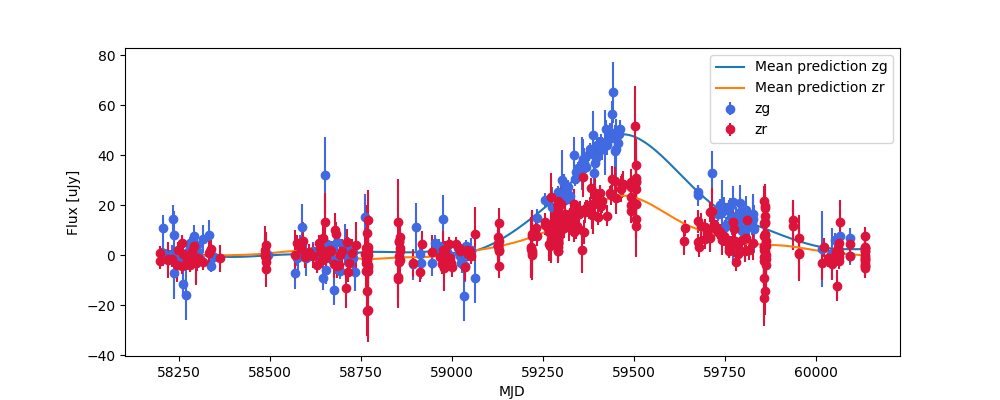 80
60
40
20
0
−20
−40
Flux [uJy]
58250
58500
58750
59000
59250
59500
59750
60000
MJD
Mean prediction zg
Mean prediction zr
zg
zr